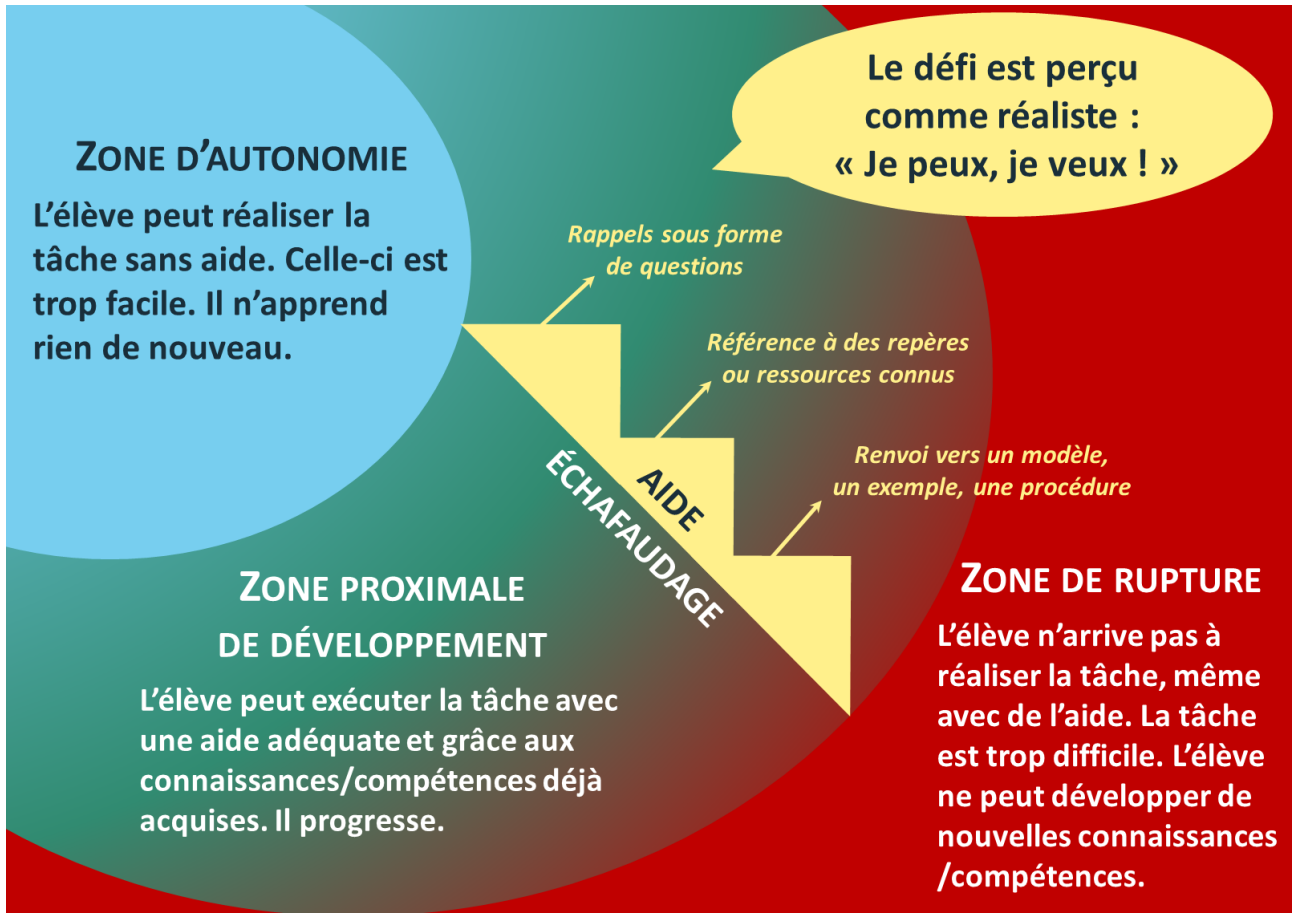 Le défi est perçu
comme réaliste :
« Je peux, je veux ! »
ZONE D'AUTONOMIE
L'élève peut réaliser la
tâche sans aide. Celle-ci est
trop facile. Il n'apprend
rien de nouveau.
Rappels sous forme
de questions
Référence à des repères
ou ressources connus
Renvoi vers un modèle,
un exemple, une procédure
AIDE
ÉCHAFAUDAGE
ZONE PROXIMALE
DE DÉVELOPPEMENT
L'élève peut exécuter la tâche avec
une aide adéquate et grâce aux
connaissances/compétences déjà
acquises. Il progresse.
ZONE DE RUPTURE
L'élève n'arrive pas à
réaliser la tâche, même
avec de l'aide. La tâche
est trop difficile. L'élève
ne peut développer de
nouvelles connaissances
/compétences.